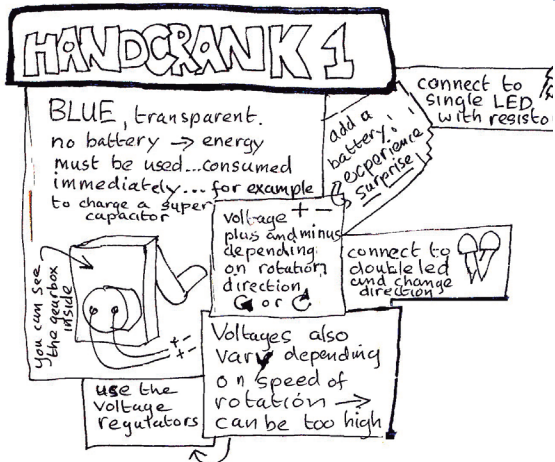 HANDCRANK 1
BLUE, transparent.
no battery → energy
must be used...consumed
immediately... for example
to charge a super
capacitor
You can see
the gearbox
inside
+ -
+ -
add a
battery!
experience
surprise!
connect to
single LED
with resisto
voltage + -
plus and minus
depending
on rotation
direction
or
connect to
double led
and change
direction
Voltages also
vary depending
on speed of
rotation →
can be too high
use the
voltage
regulators